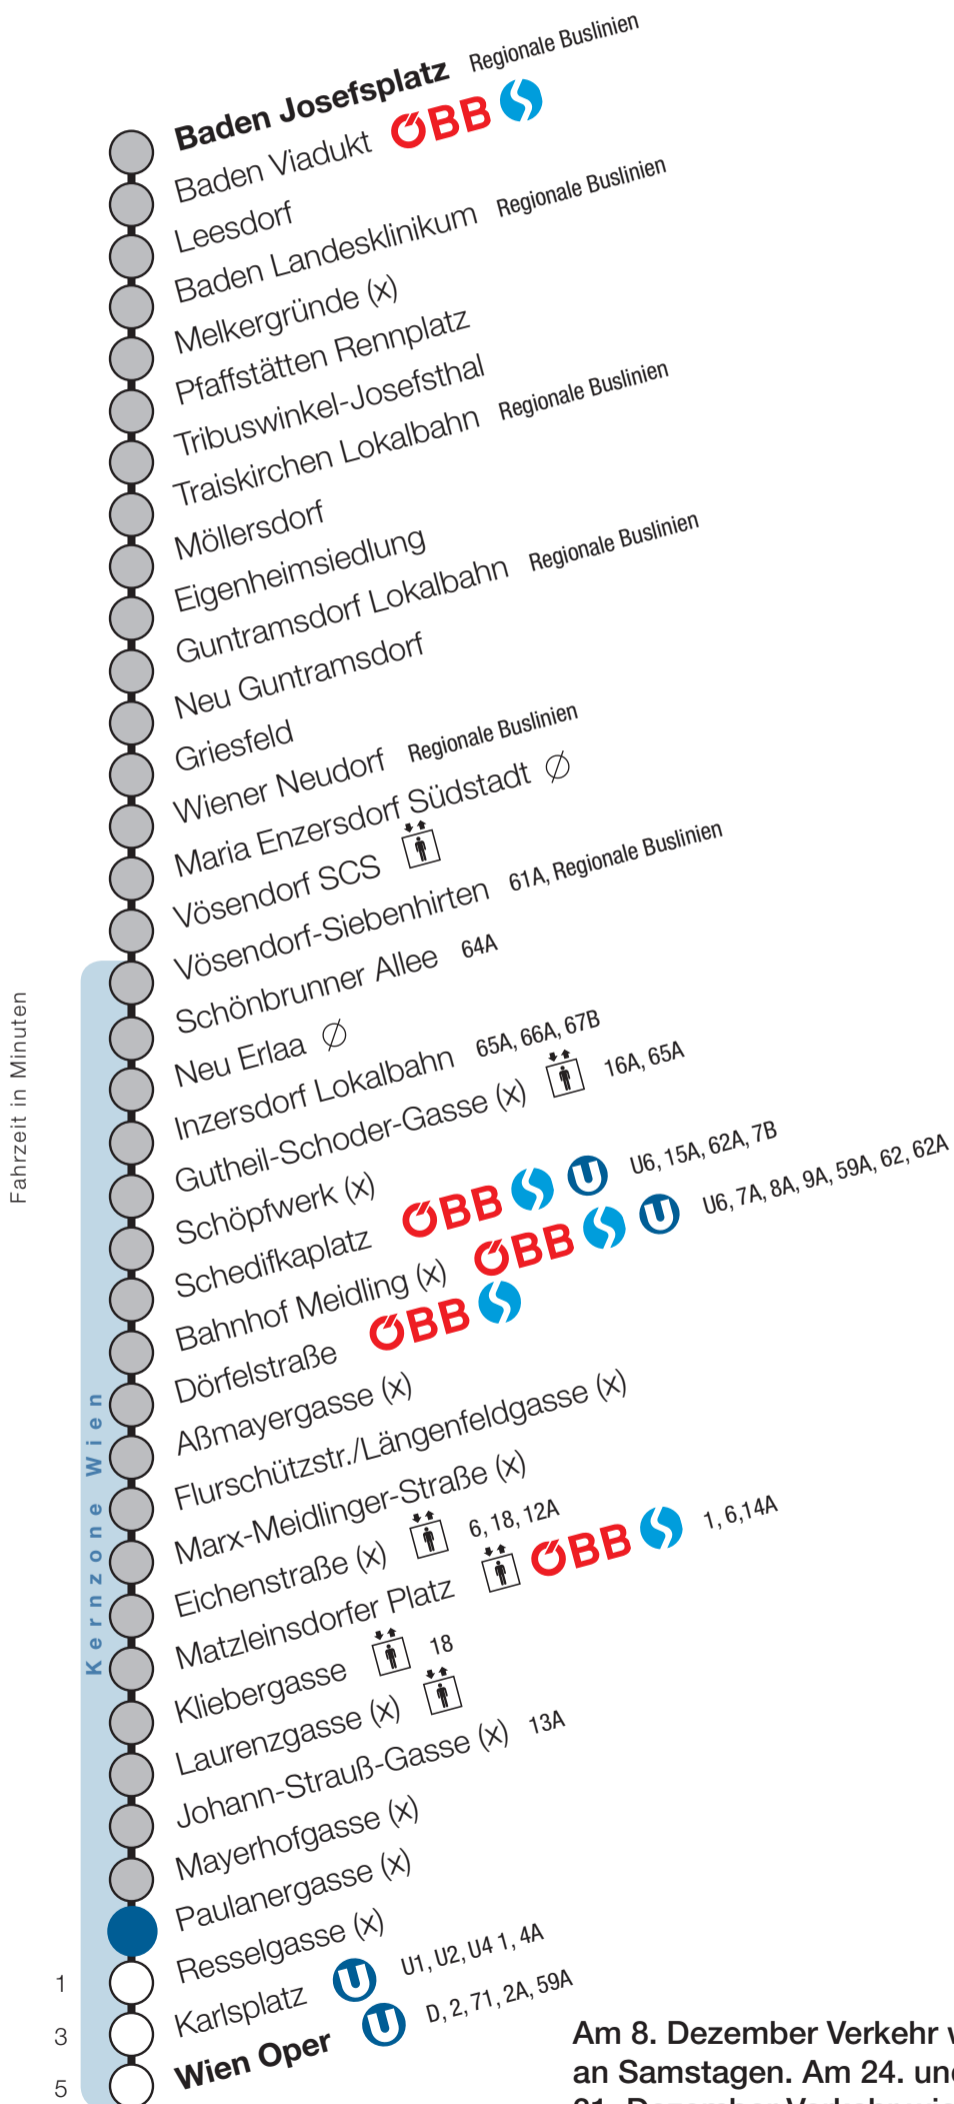 Baden Josefsplatz Regionale Buslinien
Baden Viadukt ÖBB
Leesdorf
Baden Landesklinikum Regionale Buslinien
Melkergründe (x)
Pfaffstätten Rennplatz
Tribuswinkel-Josefsthal
Traiskirchen Lokalbahn Regionale Buslinien
Möllersdorf
Eigenheimsiedlung
Guntramsdorf Lokalbahn Regionale Buslinien
Neu Guntramsdorf
Griesfeld
Wiener Neudorf Regionale Buslinien
Maria Enzersdorf Südstadt ∅
Vösendorf SCS
Vösendorf-Siebenhirten 61A, Regionale Buslinien
Schönbrunner Allee 64A
Neu Erlaa ∅
Inzersdorf Lokalbahn 65A, 66A, 67B
Gutheil-Schoder-Gasse (x) 16A, 65A
Schöpfwerk (x)
Schedifkaplatz ÖBB U U6, 15A, 62A, 7B
Bahnhof Meidling (x) ÖBB U U6, 7A, 8A, 9A, 59A, 62, 62A
Dörfelstraße ÖBB
Aßmayergasse (x)
Flurschützstr./Längenfeldgasse (x)
Marx-Meidlinger-Straße (x)
Eichenstraße (x) 6, 18, 12A
Matzleinsdorfer Platz ÖBB 1, 6,14A
Kliebergasse 18
Laurenzgasse (x)
Johann-Strauß-Gasse (x) 13A
Mayerhofgasse (x)
Paulanergasse (x)
Resselgasse (x)
1 Karlsplatz U U1, U2, U4 1, 4A
3 Wien Oper U D, 2, 71, 2A, 59A
5
Fahrzeit in Minuten
Kernzone Wien
Am 8. Dezember Verkehr
an Samstagen. Am 24. und